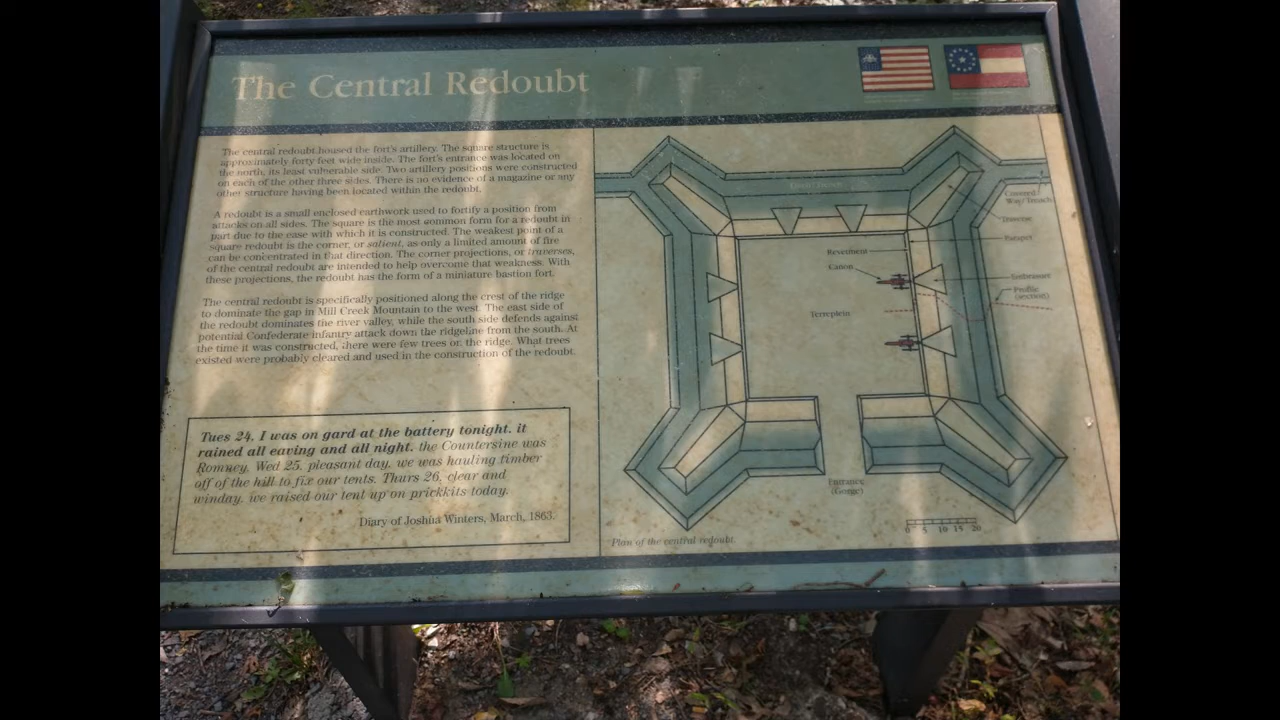 The Central Redoubt
The central redoubt housed the fort's artillery. The square structure is
approximately forty feet wide inside. The fort's entrance was located on
the north, its least vulnerable side. Two artillery positions were constructed
on each of the other three sides. There is no evidence of a magazine or any
other structure having been located within the redoubt.
A redoubt is a small enclosed earthwork used to fortify a position from
attacks on all sides. The square is the most common form for a redoubt in
part due to the ease with which it is constructed. The weakest point of a
square redoubt is the corner, or salient, as only a limited amount of fire
can be concentrated in that direction. The corner projections, or traverses,
of the central redoubt are intended to help overcome that weakness. With
these projections, the redoubt has the form of a miniature bastion fort.
The central redoubt is specifically positioned along the crest of the ridge
to dominate the gap in Mill Creek Mountain to the west. The east side of
the redoubt dominates the river valley, while the south side defends against
potential Confederate infantry attack down the ridgeline from the south. At
the time it was constructed, there were few trees on the ridge. What trees
existed were probably cleared and used in the construction of the redoubt.
Tues 24. I was on gard at the battery tonight. it
rained all eaving and all night. the Countersine was
Romney. Wed 25. pleasant day. we was hauling timber
off of the hill to fix our tents. Thurs 26. clear and
winday. we raised our tent up on prickkits today.
Diary of Joshua Winters, March, 1863.
Covered
Way/Trench
Traverse
Parapet
Revetment
Canon
Embrasure
Profile
(section)
Terreplein
Entrance
(Gorge)
0 5 10 15 20
Plan of the central redoubt.